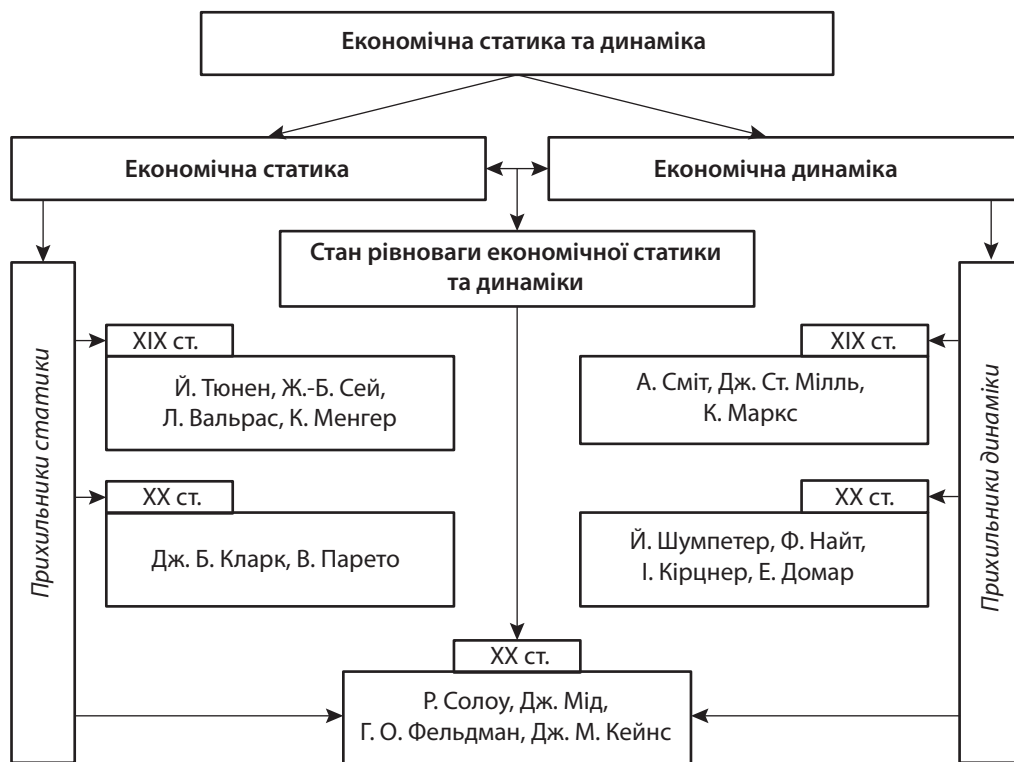 Економічна статика та динаміка
Економічна статика
Економічна динаміка
Стан рівноваги економічної статики
та динаміки
Прихильники статики
XIX ст.
Й. Тюнен, Ж.-Б. Сей,
Л. Вальрас, К. Менгер
XX ст.
Дж. Б. Кларк, В. Парето
XIX ст.
А. Сміт, Дж. Ст. Мілль,
К. Маркс
XX ст.
Й. Шумпетер, Ф. Найт,
І. Кірцнер, Е. Домар
Прихильники динаміки
XX ст.
Р. Солоу, Дж. Мід,
Г. О. Фельдман, Дж. М. Кейнс